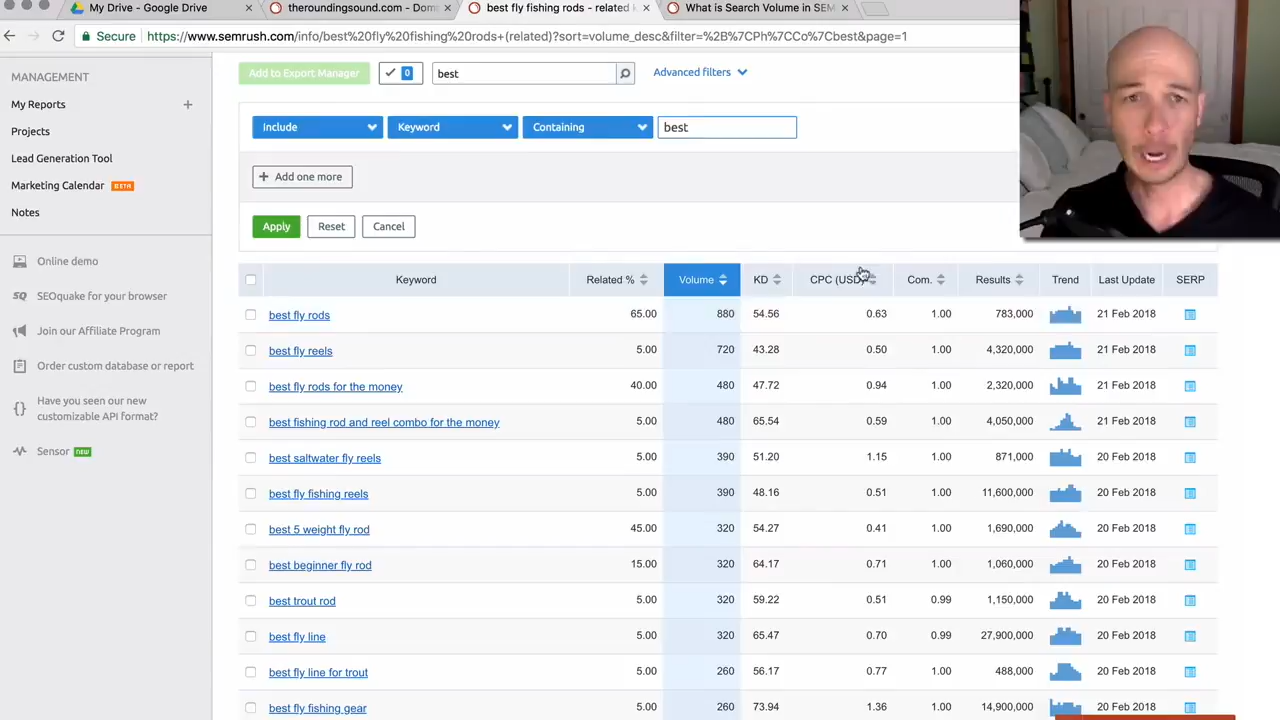 My Drive - Google Drive × theroundingsound.com - Dom × best fly fishing rods - related × What is Search Volume in SEM ×
Secure https://www.semrush.com/info/best%20fly%20fishing%20rods+(related)?sort=volume_desc&filter=%2B%7CPh%7CCo%7Cbest&page=1
MANAGEMENT
My Reports +
Projects
Lead Generation Tool
Marketing Calendar BETA
Notes
Online demo
SEOquake for your browser
Join our Affiliate Program
Order custom database or report
Have you seen our new
customizable API format?
Sensor new
Add to Export Manager 0 best Advanced filters
Include Keyword Containing best
+ Add one more
Apply Reset Cancel
Keyword Related % Volume KD CPC (USD) Com. Results Trend Last Update SERP
best fly rods 65.00 880 54.56 0.63 1.00 783,000 21 Feb 2018
best fly reels 5.00 720 43.28 0.50 1.00 4,320,000 21 Feb 2018
best fly rods for the money 40.00 480 47.72 0.94 1.00 2,320,000 21 Feb 2018
best fishing rod and reel combo for the money 5.00 480 65.54 0.59 1.00 4,050,000 21 Feb 2018
best saltwater fly reels 5.00 390 51.20 1.15 1.00 871,000 20 Feb 2018
best fly fishing reels 5.00 390 48.16 0.51 1.00 11,600,000 20 Feb 2018
best 5 weight fly rod 45.00 320 54.27 0.41 1.00 1,690,000 20 Feb 2018
best beginner fly rod 15.00 320 64.17 0.71 1.00 1,060,000 20 Feb 2018
best trout rod 5.00 320 59.22 0.51 0.99 1,150,000 20 Feb 2018
best fly line 5.00 320 65.47 0.70 0.99 27,900,000 20 Feb 2018
best fly line for trout 5.00 260 56.17 0.77 1.00 488,000 20 Feb 2018
best fly fishing gear 5.00 260 73.94 1.36 1.00 14,900,000 20 Feb 2018